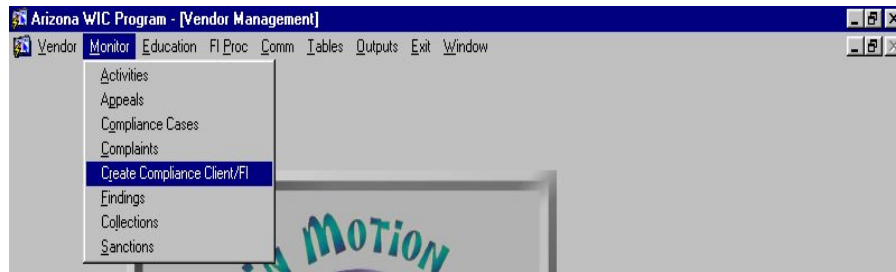 Arizona WIC Program - [Vendor Management]
Vendor Monitor Education FI Proc Comm Tables Outputs Exit Window
Activities
Appeals
Compliance Cases
Complaints
Create Compliance Client/FI
Findings
Collections
Sanctions
in MOTiON